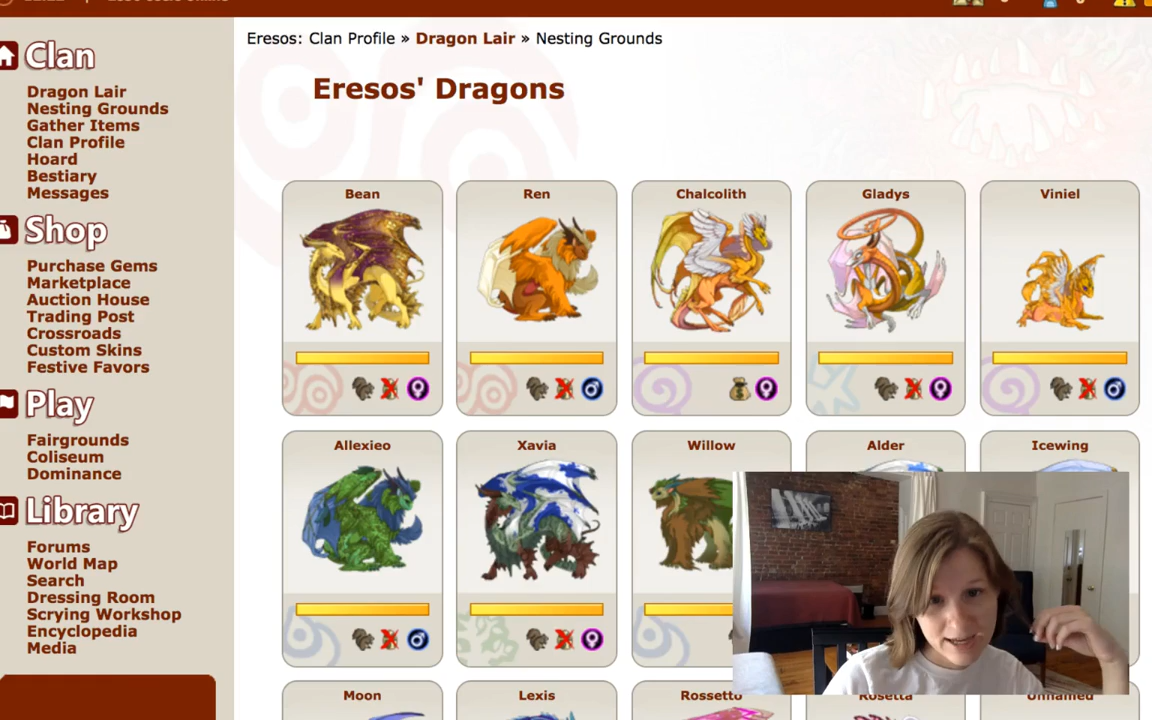 Clan
Dragon Lair
Nesting Grounds
Gather Items
Clan Profile
Hoard
Bestiary
Messages
Shop
Purchase Gems
Marketplace
Auction House
Trading Post
Crossroads
Custom Skins
Festive Favors
Play
Fairgrounds
Coliseum
Dominance
Library
Forums
World Map
Search
Dressing Room
Scrying Workshop
Encyclopedia
Media
Eresos: Clan Profile » Dragon Lair » Nesting Grounds
Eresos' Dragons
Bean Ren Chalcolith Gladys Viniel
Allexieo Xavia Willow Alder Icewing
Moon Lexis Rossetto Rosetta Unnamed